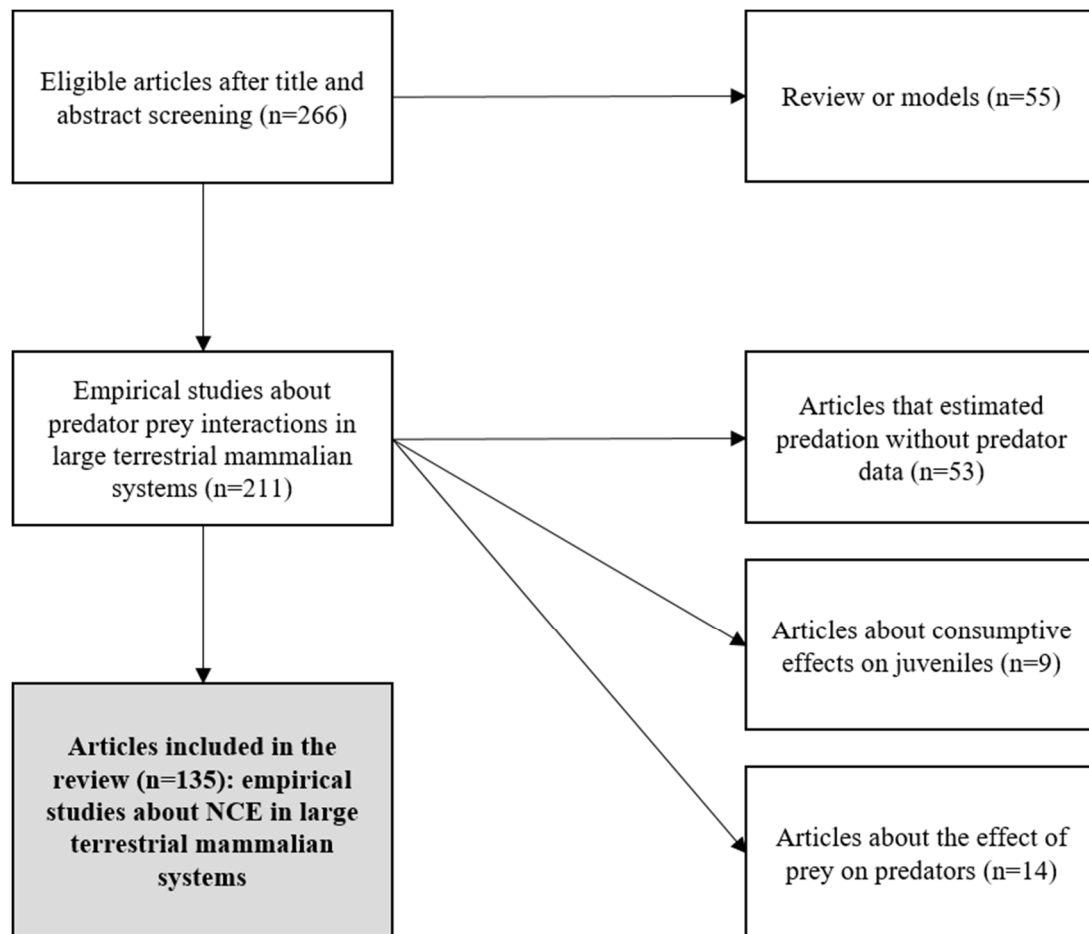 Eligible articles after title and
abstract screening (n=266)
Review or models (n=55)
Empirical studies about
predator prey interactions in
large terrestrial mammalian
systems (n=211)
Articles that estimated
predation without predator
data (n=53)
Articles about consumptive
effects on juveniles (n=9)
Articles included in the
review (n=135): empirical
studies about NCE in large
terrestrial mammalian
systems
Articles about the effect of
prey on predators (n=14)